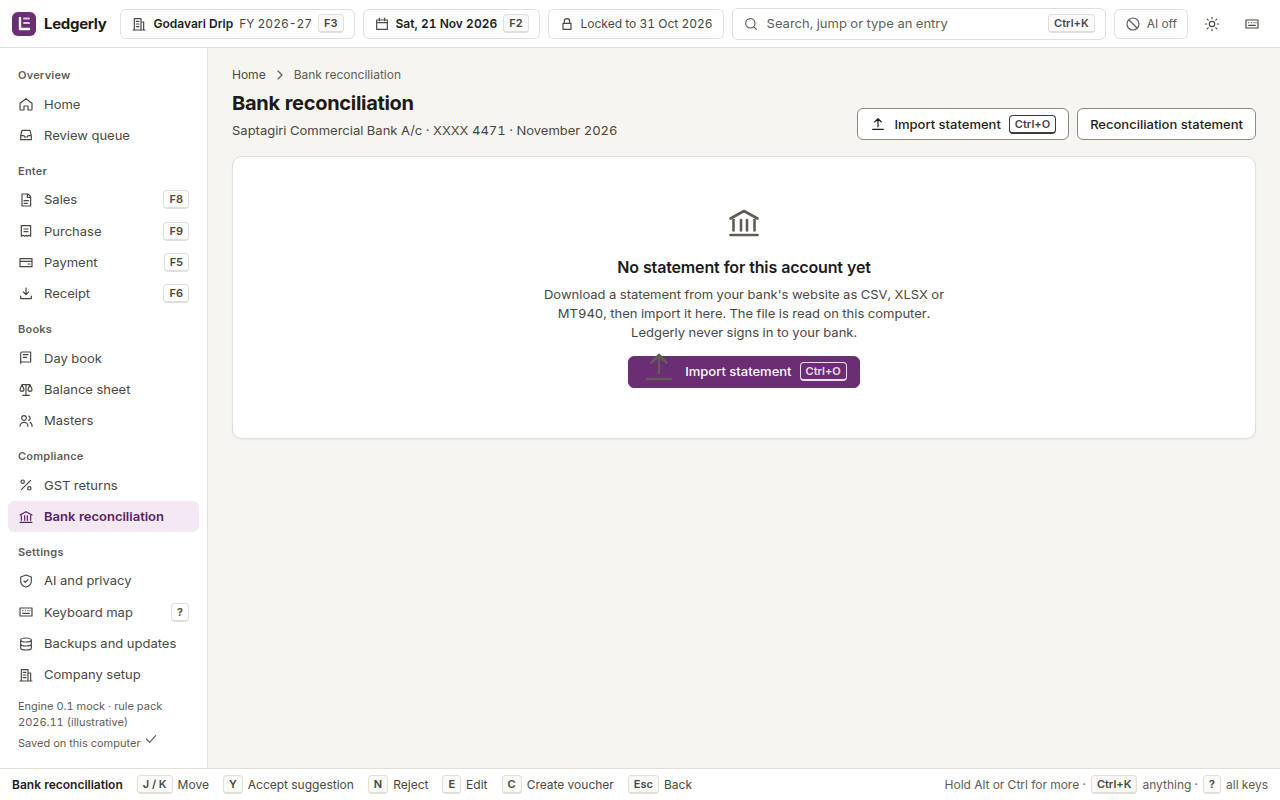 Ledgerly
Godavari Drip FY 2026-27 F3
Sat, 21 Nov 2026 F2
Locked to 31 Oct 2026
Search, jump or type an entry Ctrl+K
AI off
Overview
Home
Review queue
Enter
Sales F8
Purchase F9
Payment F5
Receipt F6
Books
Day book
Balance sheet
Masters
Compliance
GST returns
Bank reconciliation
Settings
AI and privacy
Keyboard map ?
Backups and updates
Company setup
Engine 0.1 mock · rule pack
2026.11 (illustrative)
Saved on this computer
Home Bank reconciliation
Bank reconciliation
Saptagiri Commercial Bank A/c · XXXX 4471 · November 2026
Import statement Ctrl+O
Reconciliation statement
No statement for this account yet
Download a statement from your bank's website as CSV, XLSX or
MT940, then import it here. The file is read on this computer.
Ledgerly never signs in to your bank.
Import statement Ctrl+O
Bank reconciliation J / K Move Y Accept suggestion N Reject E Edit C Create voucher Esc Back
Hold Alt or Ctrl for more · Ctrl+K anything · ? all keys